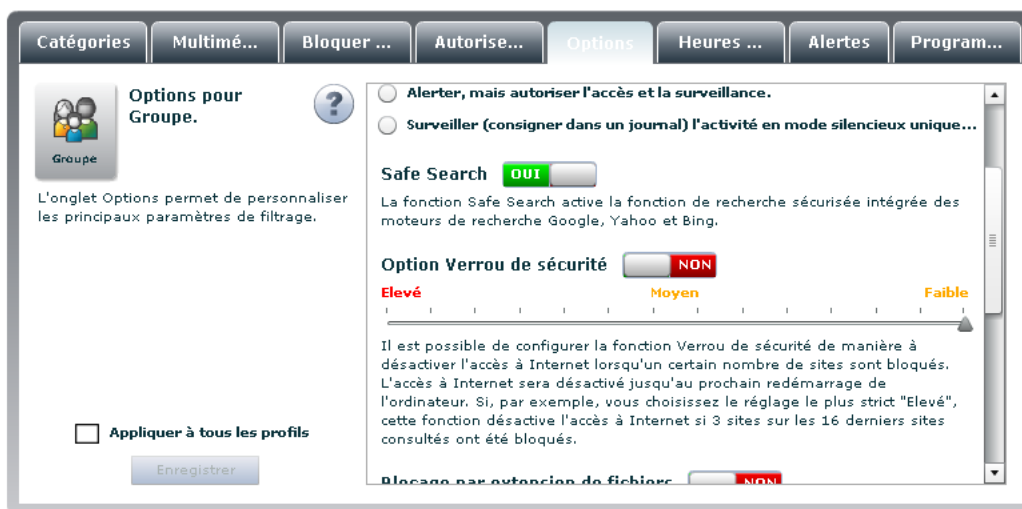 Catégories Multimé... Bloquer ... Autorise... Options Heures ... Alertes Program...
Options pour
Groupe.
?
Groupe
L'onglet Options permet de personnaliser
les principaux paramètres de filtrage.
Appliquer à tous les profils
Enregistrer
Alerter, mais autoriser l'accès et la surveillance.
Surveiller (consigner dans un journal) l'activité en mode silencieux unique...
Safe Search OUI
La fonction Safe Search active la fonction de recherche sécurisée intégrée des
moteurs de recherche Google, Yahoo et Bing.
Option Verrou de sécurité NON
Elevé Moyen Faible
Il est possible de configurer la fonction Verrou de sécurité de manière à
désactiver l'accès à Internet lorsqu'un certain nombre de sites sont bloqués.
L'accès à Internet sera désactivé jusqu'au prochain redémarrage de
l'ordinateur. Si, par exemple, vous choisissez le réglage le plus strict "Elevé",
cette fonction désactive l'accès à Internet si 3 sites sur les 16 derniers sites
consultés ont été bloqués.
Blocage par extension de fichiers NON